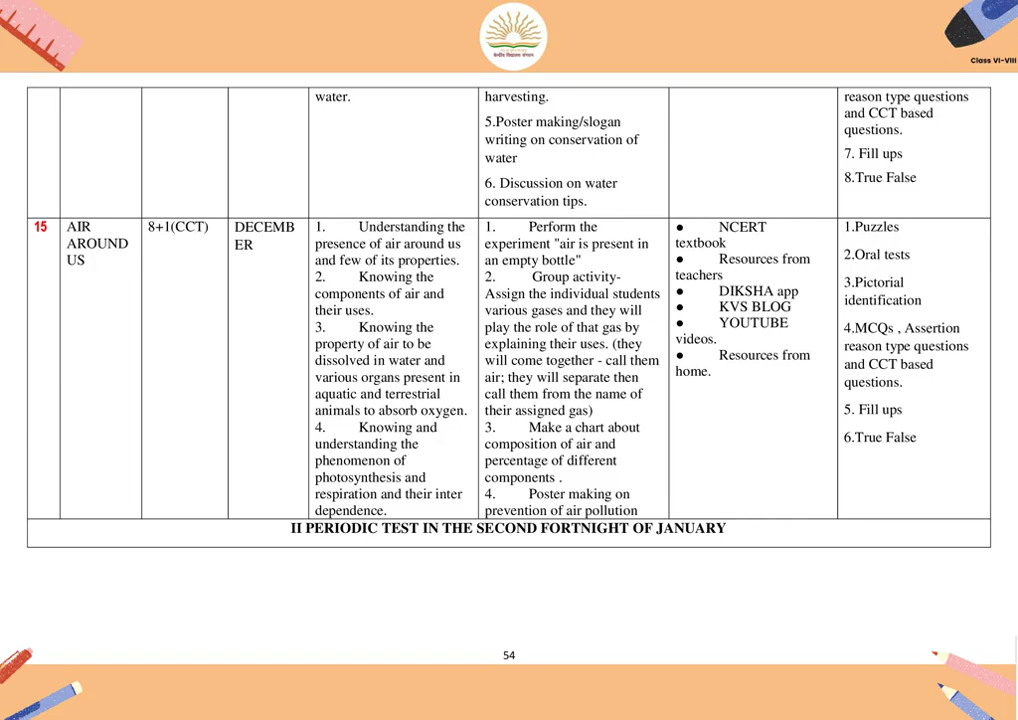 Class VI-VIII
water.
harvesting.
5.Poster making/slogan
writing on conservation of
water
6. Discussion on water
conservation tips.
reason type questions
and CCT based
questions.
7. Fill ups
8.True False
15
AIR
AROUND
US
8+1(CCT)
DECEMB
ER
1. Understanding the
presence of air around us
and few of its properties.
2. Knowing the
components of air and
their uses.
3. Knowing the
property of air to be
dissolved in water and
various organs present in
aquatic and terrestrial
animals to absorb oxygen.
4. Knowing and
understanding the
phenomenon of
photosynthesis and
respiration and their inter
dependence.
1. Perform the
experiment "air is present in
an empty bottle"
2. Group activity-
Assign the individual students
various gases and they will
play the role of that gas by
explaining their uses. (they
will come together - call them
air; they will separate then
call them from the name of
their assigned gas)
3. Make a chart about
composition of air and
percentage of different
components .
4. Poster making on
prevention of air pollution
● NCERT
textbook
● Resources from
teachers
● DIKSHA app
● KVS BLOG
● YOUTUBE
videos.
● Resources from
home.
1.Puzzles
2.Oral tests
3.Pictorial
identification
4.MCQs , Assertion
reason type questions
and CCT based
questions.
5. Fill ups
6.True False
II PERIODIC TEST IN THE SECOND FORTNIGHT OF JANUARY
54